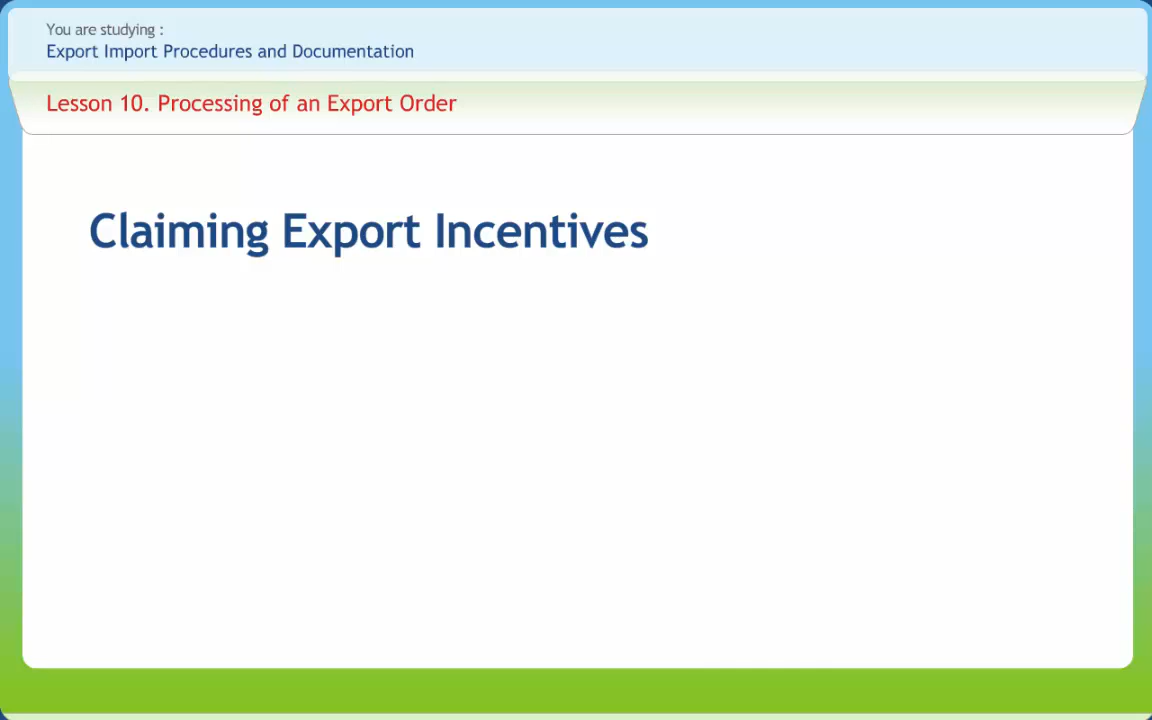 You are studying :
Export Import Procedures and Documentation
Lesson 10. Processing of an Export Order
Claiming Export Incentives